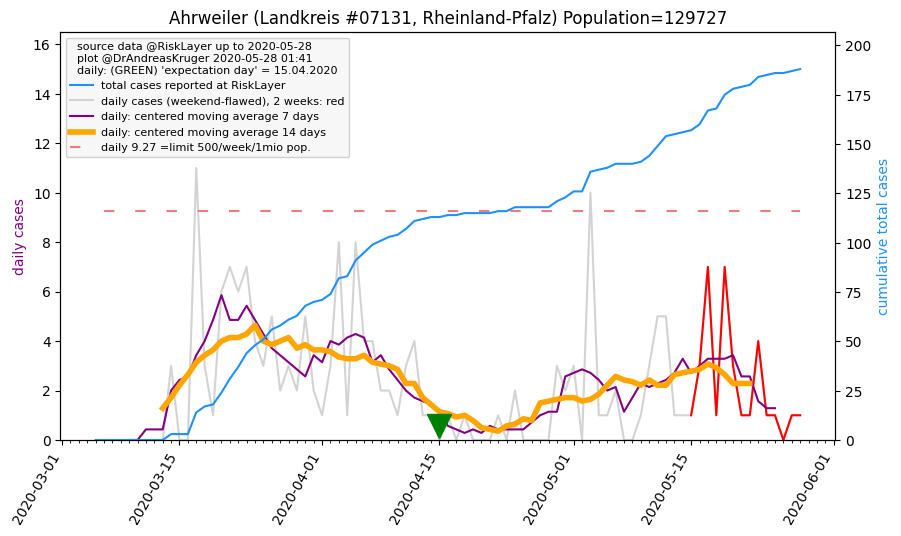 Ahrweiler (Landkreis #07131, Rheinland-Pfalz) Population=129727
source data @RiskLayer up to 2020-05-28
plot @DrAndreasKruger 2020-05-28 01:41
daily: (GREEN) 'expectation day' = 15.04.2020
total cases reported at RiskLayer
daily cases (weekend-flawed), 2 weeks: red
daily: centered moving average 7 days
daily: centered moving average 14 days
daily 9.27 =limit 500/week/1mio pop.
daily cases
16
14
12
10
8
6
4
2
0
cumulative total cases
200
175
150
125
100
75
50
25
0
2020-03-01
2020-03-15
2020-04-01
2020-04-15
2020-05-01
2020-05-15
2020-06-01